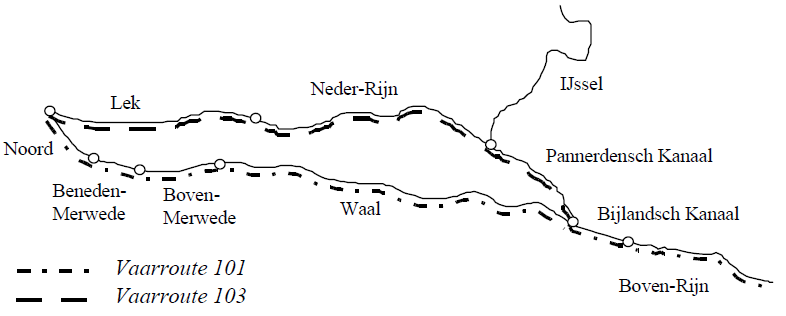 Lek
Neder-Rijn
IJssel
Noord
Pannerdensch Kanaal
Beneden-
Merwede
Boven-
Merwede
Waal
Bijlandsch Kanaal
Boven-Rijn
Vaarroute 101
Vaarroute 103